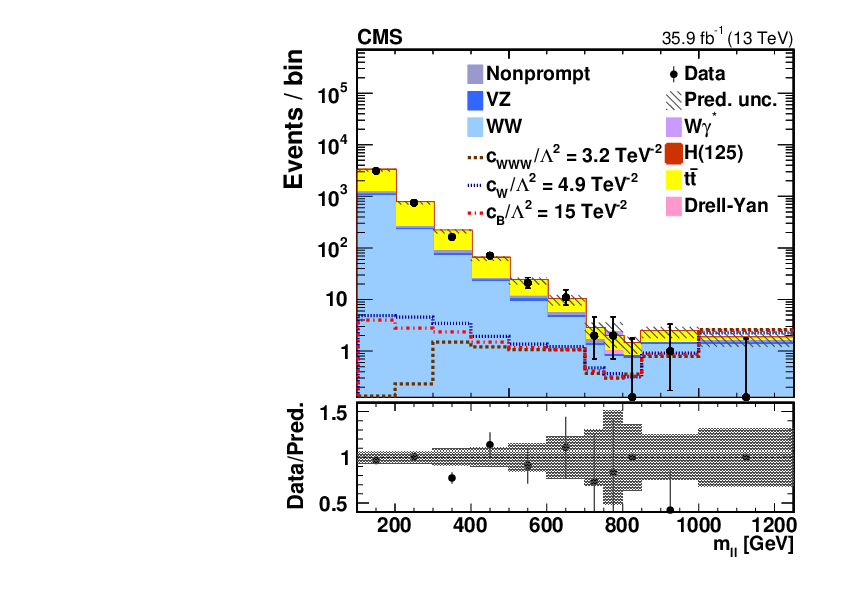 CMS 35.9 fb⁻¹ (13 TeV)
Events / bin
10⁵
10⁴
10³
10²
10
1
Nonprompt
VZ
WW
c_WWW/Λ² = 3.2 TeV⁻²
c_W/Λ² = 4.9 TeV⁻²
c_B/Λ² = 15 TeV⁻²
Data
Pred. unc.
Wγ*
H(125)
tt̄
Drell-Yan
Data/Pred.
1.5
1
0.5
200 400 600 800 1000 1200
m_ll [GeV]